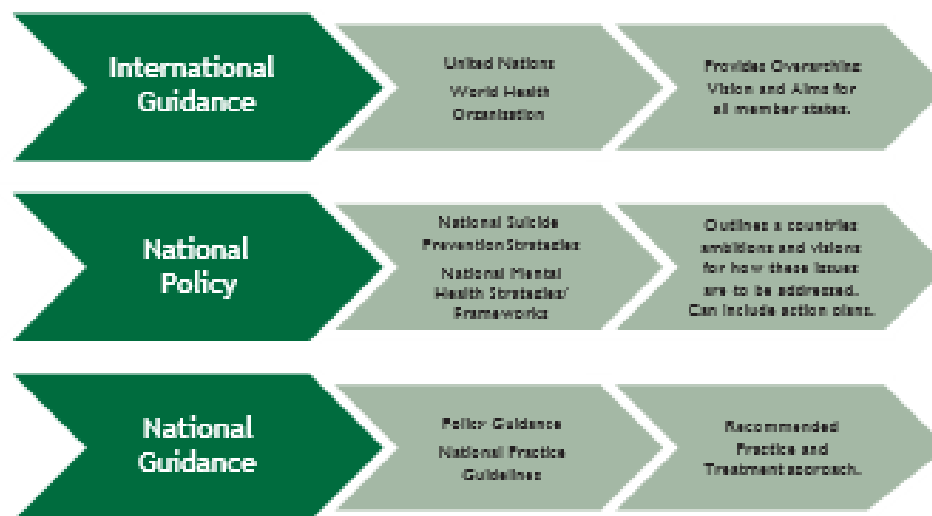 International
Guidance
United Nations
World Health
Organisation
Provides Overarching
Vision and Aims for
all member states.
National
Policy
National Suicide
Prevention Strategies
National Mental
Health Strategies/
Frameworks
Outlines a countries
ambitions and visions
for how these issues
are to be addressed.
Can include action plans.
National
Guidance
Policy Guidance
National Practice
Guidelines
Recommended
Practice and
Treatment approach.